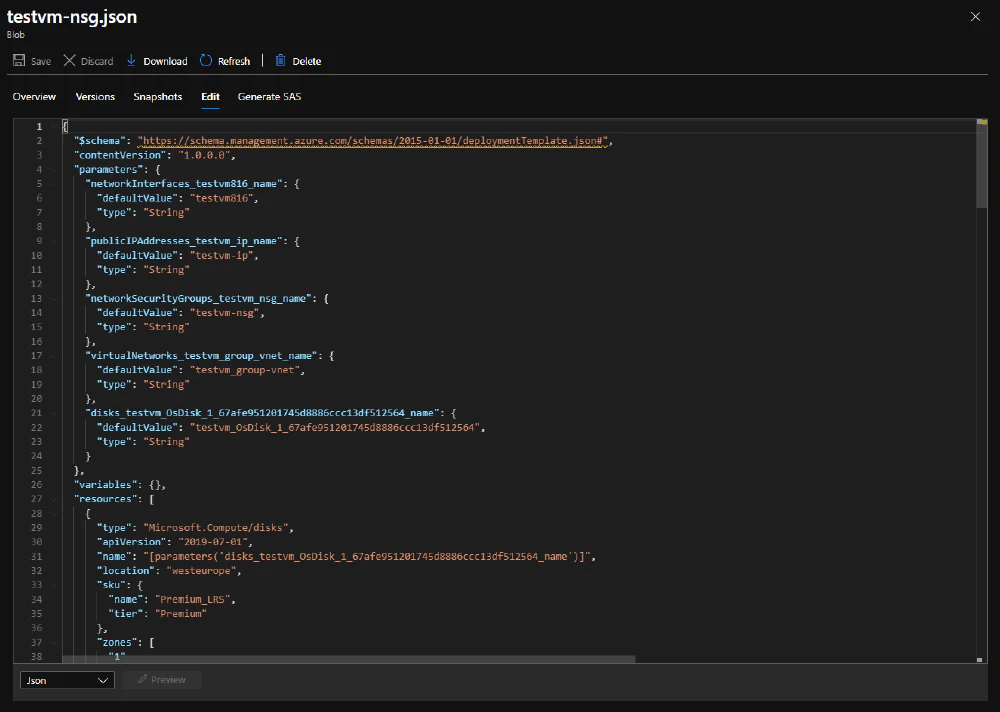 testvm-nsg.json
Blob
Save Discard Download Refresh Delete
Overview Versions Snapshots Edit Generate SAS
1 {
2 "$schema": "https://schema.management.azure.com/schemas/2015-01-01/deploymentTemplate.json#",
3 "contentVersion": "1.0.0.0",
4 "parameters": {
5 "networkInterfaces_testvm816_name": {
6 "defaultValue": "testvm816",
7 "type": "String"
8 },
9 "publicIPAddresses_testvm_ip_name": {
10 "defaultValue": "testvm-ip",
11 "type": "String"
12 },
13 "networkSecurityGroups_testvm_nsg_name": {
14 "defaultValue": "testvm-nsg",
15 "type": "String"
16 },
17 "virtualNetworks_testvm_group_vnet_name": {
18 "defaultValue": "testvm_group-vnet",
19 "type": "String"
20 },
21 "disks_testvm_OsDisk_1_67afe951201745d8886ccc13df512564_name": {
22 "defaultValue": "testvm_OsDisk_1_67afe951201745d8886ccc13df512564",
23 "type": "String"
24 }
25 },
26 "variables": {},
27 "resources": [
28 {
29 "type": "Microsoft.Compute/disks",
30 "apiVersion": "2019-07-01",
31 "name": "[parameters('disks_testvm_OsDisk_1_67afe951201745d8886ccc13df512564_name')]",
32 "location": "westeurope",
33 "sku": {
34 "name": "Premium_LRS",
35 "tier": "Premium"
36 },
37 "zones": [
38 "1"
Json Preview